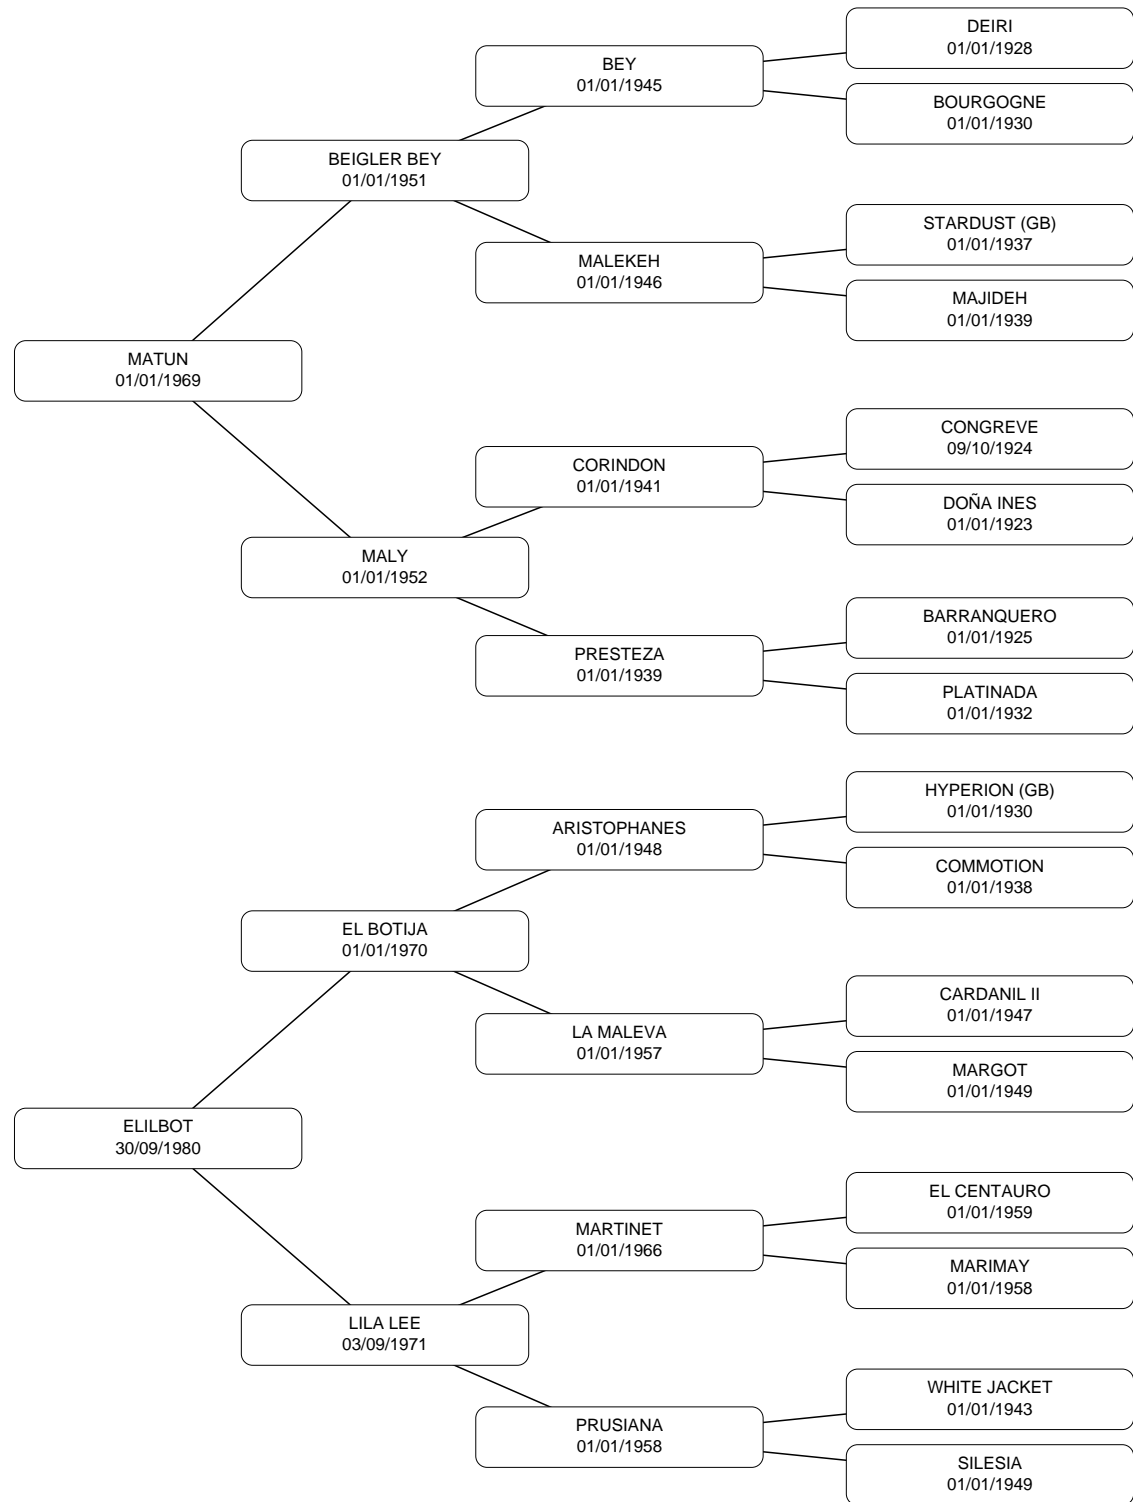 DEIRI
01/01/1928
BEY
01/01/1945
BOURGOGNE
01/01/1930
BEIGLER BEY
01/01/1951
STARDUST (GB)
01/01/1937
MALEKEH
01/01/1946
MAJIDEH
01/01/1939
MATUN
01/01/1969
CONGREVE
09/10/1924
CORINDON
01/01/1941
DOÑA INES
01/01/1923
MALY
01/01/1952
BARRANQUERO
01/01/1925
PRESTEZA
01/01/1939
PLATINADA
01/01/1932
HYPERION (GB)
01/01/1930
ARISTOPHANES
01/01/1948
COMMOTION
01/01/1938
EL BOTIJA
01/01/1970
CARDANIL II
01/01/1947
LA MALEVA
01/01/1957
MARGOT
01/01/1949
ELILBOT
30/09/1980
EL CENTAURO
01/01/1959
MARTINET
01/01/1966
MARIMAY
01/01/1958
LILA LEE
03/09/1971
WHITE JACKET
01/01/1943
PRUSIANA
01/01/1958
SILESIA
01/01/1949